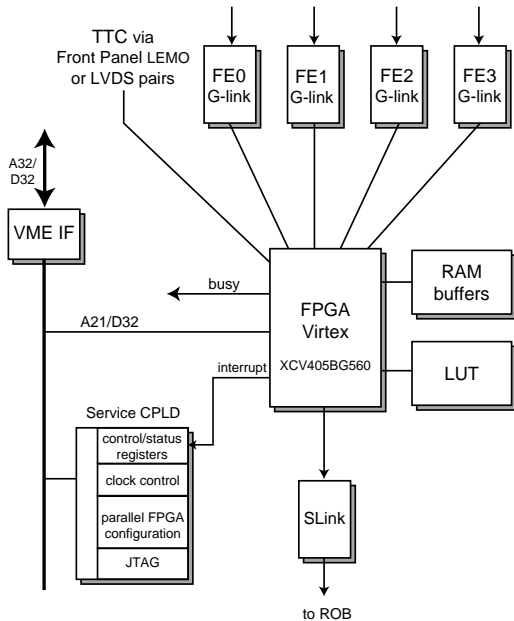 TTC via
Front Panel LEMO
or LVDS pairs
FE0
G-link
FE1
G-link
FE2
G-link
FE3
G-link
A32/
D32
VME IF
busy
A21/D32
interrupt
FPGA
Virtex
XCV405BG560
RAM
buffers
LUT
Service CPLD
control/status
registers
clock control
parallel FPGA
configuration
JTAG
SLink
to ROB